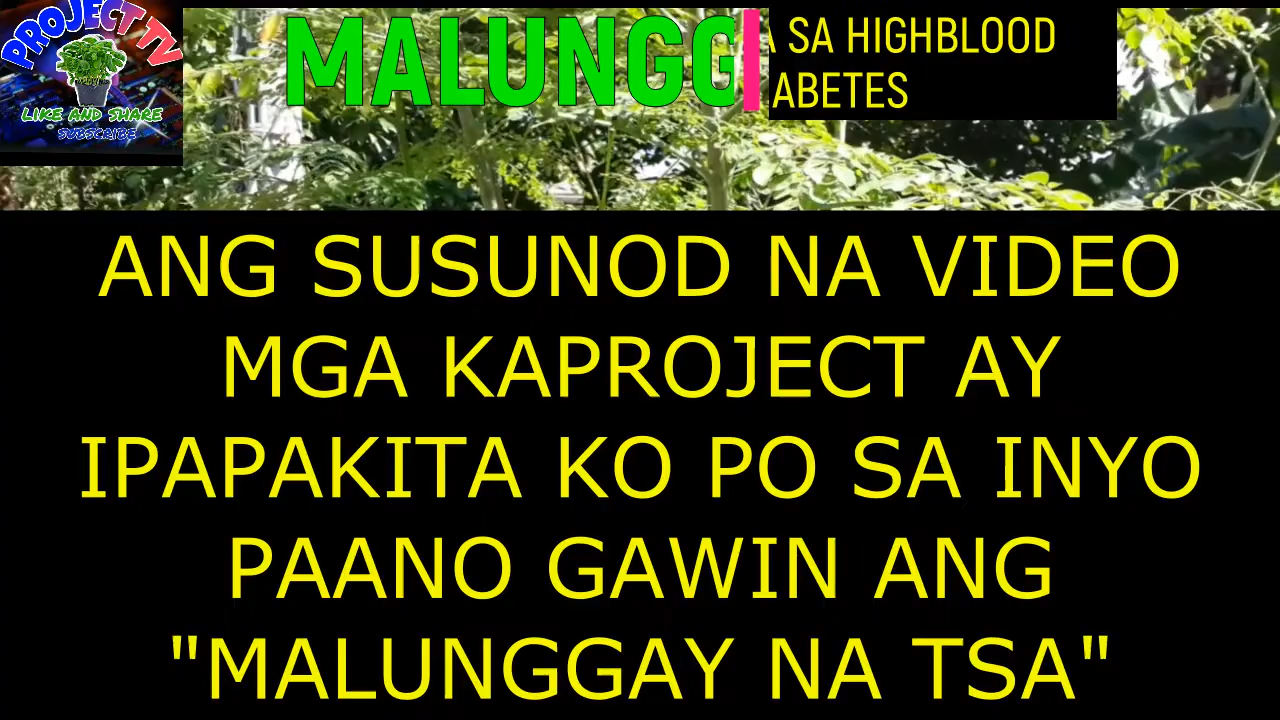 PROJECT TV
LIKE AND SHARE
SUBSCRIBE
MALUNGG
SA HIGHBLOOD
ABETES
ANG SUSUNOD NA VIDEO
MGA KAPROJECT AY
IPAPAKITA KO PO SA INYO
PAANO GAWIN ANG
"MALUNGGAY NA TSA"